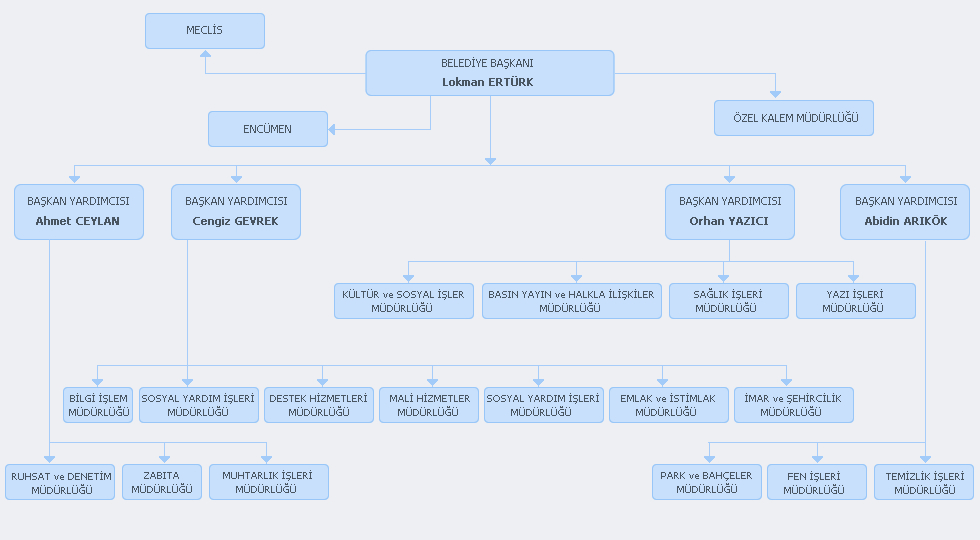 MECLİS
BELEDİYE BAŞKANI
Lokman ERTÜRK
ENCÜMEN
ÖZEL KALEM MÜDÜRLÜĞÜ
BAŞKAN YARDIMCISI
Ahmet CEYLAN
BAŞKAN YARDIMCISI
Cengiz GEVREK
BAŞKAN YARDIMCISI
Orhan YAZICI
BAŞKAN YARDIMCISI
Abidin ARIKÖK
KÜLTÜR ve SOSYAL İŞLER
MÜDÜRLÜĞÜ
BASIN YAYIN ve HALKLA İLİŞKİLER
MÜDÜRLÜĞÜ
SAĞLIK İŞLERİ
MÜDÜRLÜĞÜ
YAZI İŞLERİ
MÜDÜRLÜĞÜ
BİLGİ İŞLEM
MÜDÜRLÜĞÜ
SOSYAL YARDIM İŞLERİ
MÜDÜRLÜĞÜ
DESTEK HİZMETLERİ
MÜDÜRLÜĞÜ
MALİ HİZMETLER
MÜDÜRLÜĞÜ
SOSYAL YARDIM İŞLERİ
MÜDÜRLÜĞÜ
EMLAK ve İSTİMLAK
MÜDÜRLÜĞÜ
İMAR ve ŞEHİRCİLİK
MÜDÜRLÜĞÜ
RUHSAT ve DENETİM
MÜDÜRLÜĞÜ
ZABITA
MÜDÜRLÜĞÜ
MUHTARLIK İŞLERİ
MÜDÜRLÜĞÜ
PARK ve BAHÇELER
MÜDÜRLÜĞÜ
FEN İŞLERİ
MÜDÜRLÜĞÜ
TEMİZLİK İŞLERİ
MÜDÜRLÜĞÜ